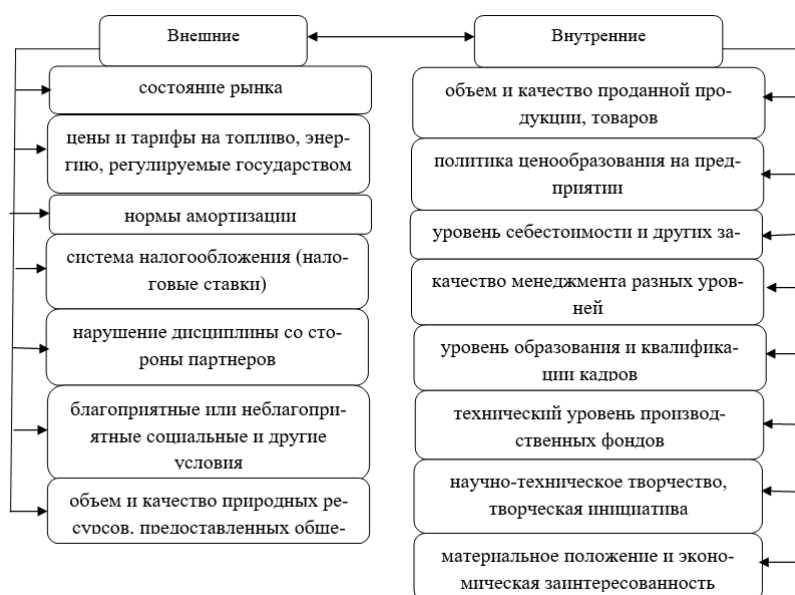 Внешние
состояние рынка
цены и тарифы на топливо, энер-
гию, регулируемые государством
нормы амортизации
система налогообложения (нало-
говые ставки)
нарушение дисциплины со сто-
роны партнеров
благоприятные или неблагопри-
ятные социальные и другие
условия
объем и качество природных ре-
сурсов, предоставленных обще-
Внутренние
объем и качество проданной про-
дукции, товаров
политика ценообразования на пред-
приятии
уровень себестоимости и других за-
качество менеджмента разных уров-
ней
уровень образования и квалифика-
ции кадров
технический уровень производ-
ственных фондов
научно-техническое творчество,
творческая инициатива
материальное положение и эконо-
мическая заинтересованность